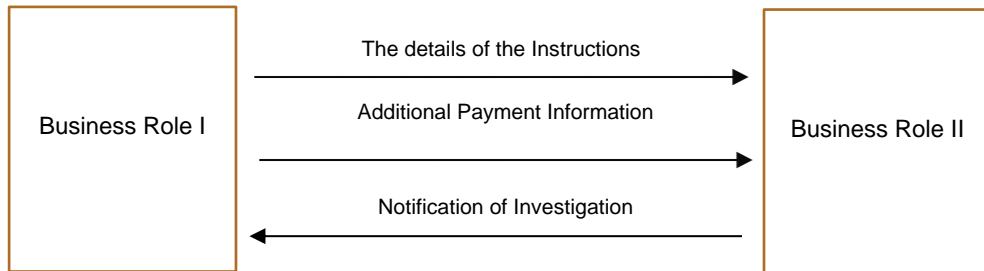 The details of the Instructions
Additional Payment Information
Business Role I
Business Role II
Notification of Investigation